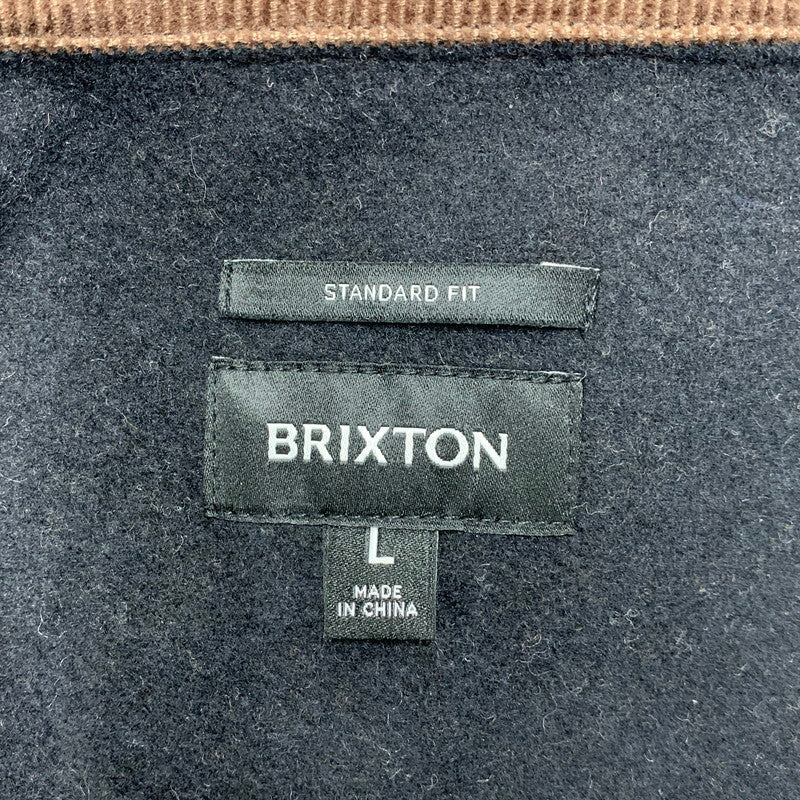 STANDARD FIT
BRIXTON
L
MADE
IN CHINA